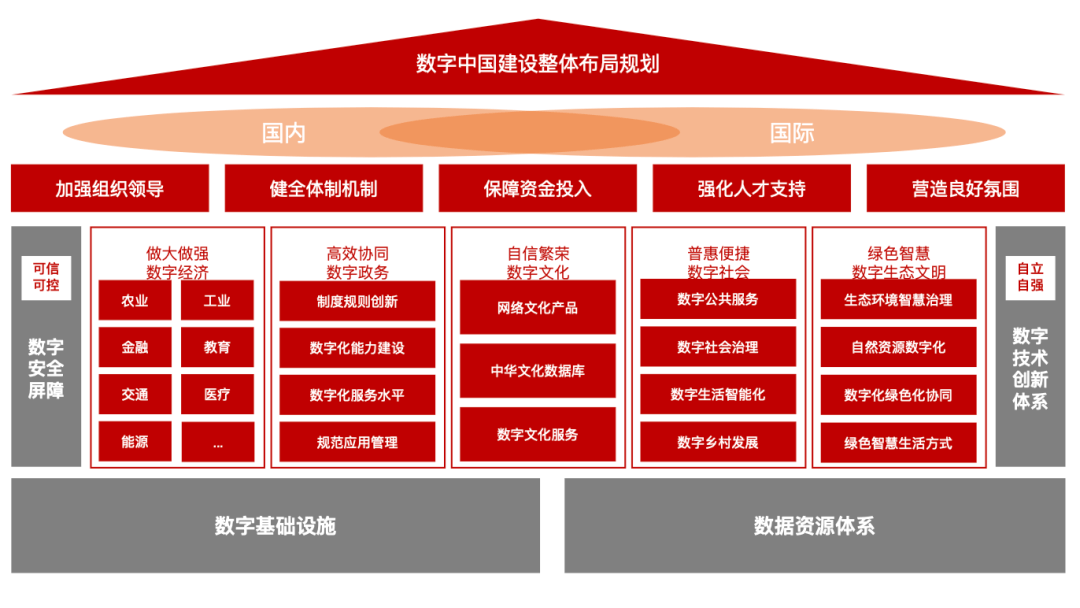 数字中国建设整体布局规划
国内
国际
加强组织领导
健全体制机制
保障资金投入
强化人才支持
营造良好氛围
可信
可控
数字
安全
屏障
做大做强
数字经济
农业
工业
金融
教育
交通
医疗
能源
...
高效协同
数字政务
制度规则创新
数字化能力建设
数字化服务水平
规范应用管理
自信繁荣
数字文化
网络文化产品
中华文化数据库
数字文化服务
普惠便捷
数字社会
数字公共服务
数字社会治理
数字生活智能化
数字乡村发展
绿色智慧
数字生态文明
生态环境智慧治理
自然资源数字化
数字化绿色化协同
绿色智慧生活方式
自立
自强
数字
技术
创新
体系
数字基础设施
数据资源体系